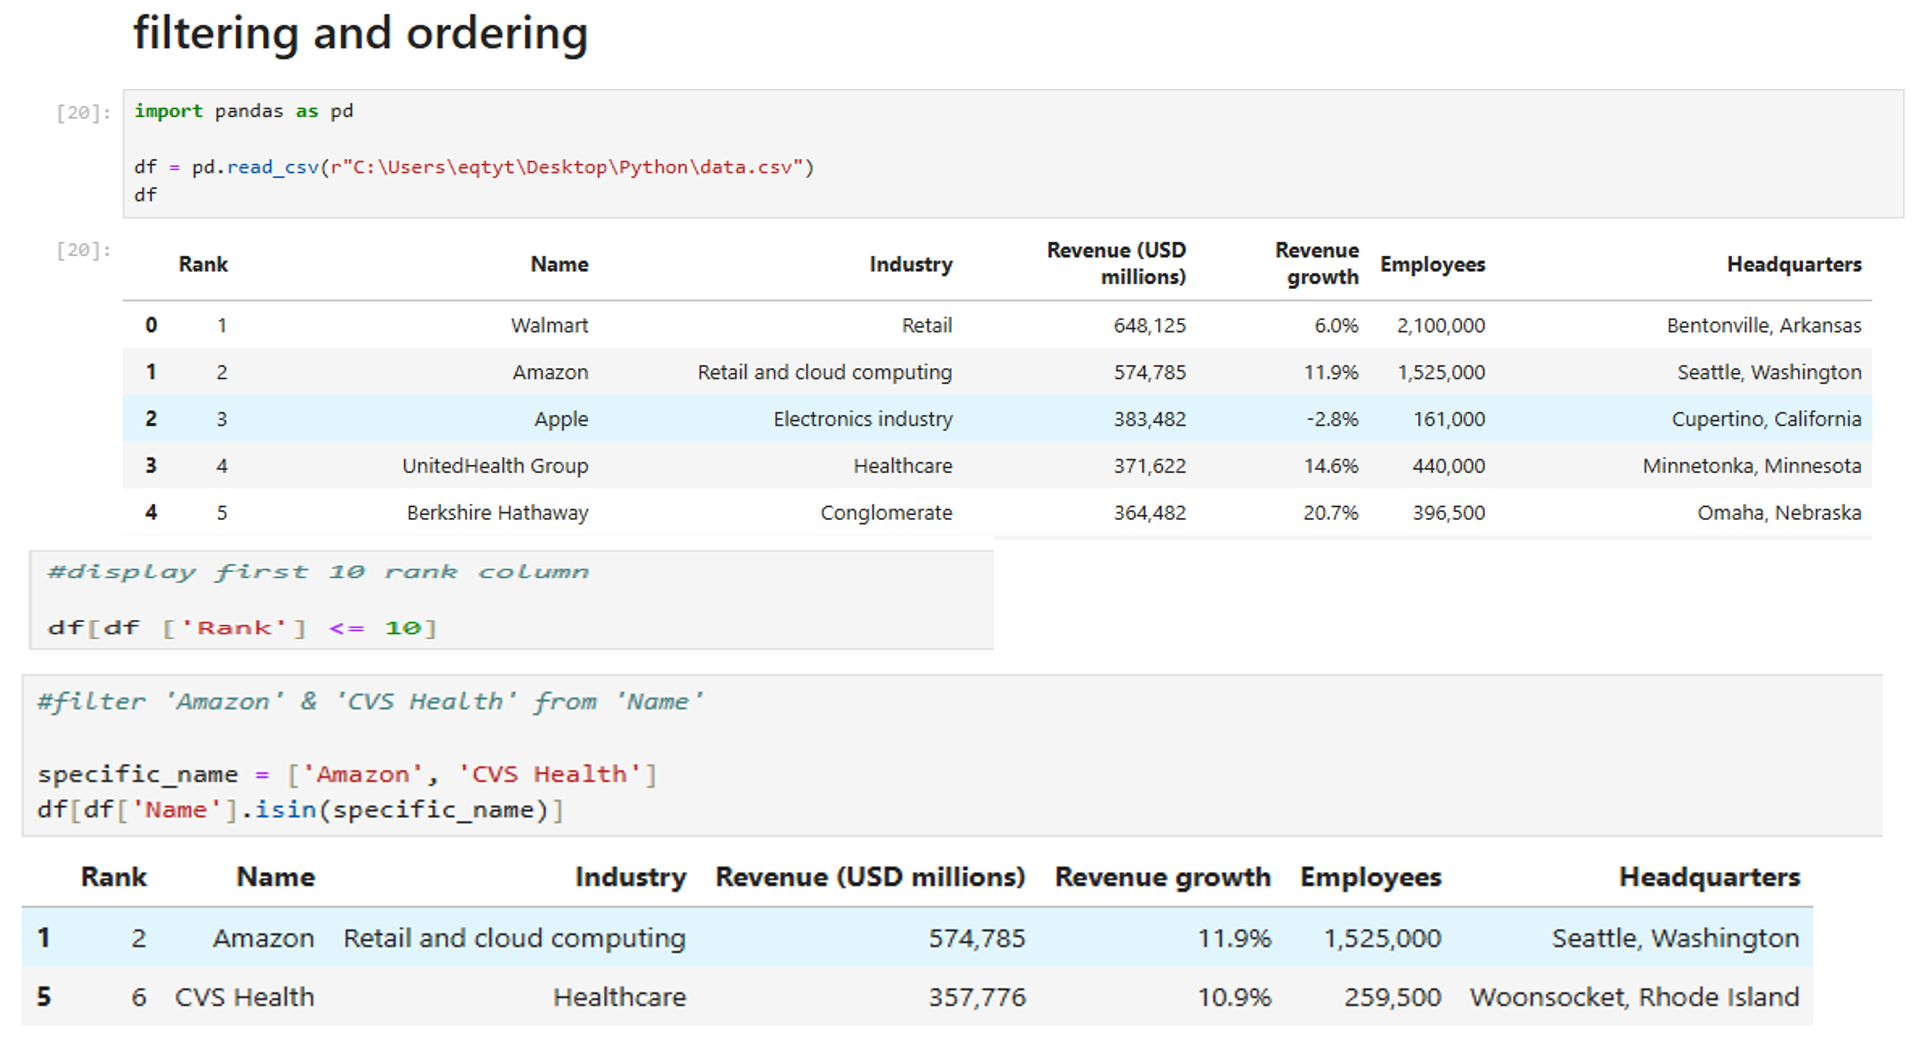 filtering and ordering
[20]: import pandas as pd
df = pd.read_csv(r"C:\Users\eqtyt\Desktop\Python\data.csv")
df
[20]: Rank Name Industry Revenue (USD millions) Revenue growth Employees Headquarters
0 1 Walmart Retail 648,125 6.0% 2,100,000 Bentonville, Arkansas
1 2 Amazon Retail and cloud computing 574,785 11.9% 1,525,000 Seattle, Washington
2 3 Apple Electronics industry 383,482 -2.8% 161,000 Cupertino, California
3 4 UnitedHealth Group Healthcare 371,622 14.6% 440,000 Minnetonka, Minnesota
4 5 Berkshire Hathaway Conglomerate 364,482 20.7% 396,500 Omaha, Nebraska
#display first 10 rank column
df[df ['Rank'] <= 10]
#filter 'Amazon' & 'CVS Health' from 'Name'
specific_name = ['Amazon', 'CVS Health']
df[df['Name'].isin(specific_name)]
Rank Name Industry Revenue (USD millions) Revenue growth Employees Headquarters
1 2 Amazon Retail and cloud computing 574,785 11.9% 1,525,000 Seattle, Washington
5 6 CVS Health Healthcare 357,776 10.9% 259,500 Woonsocket, Rhode Island